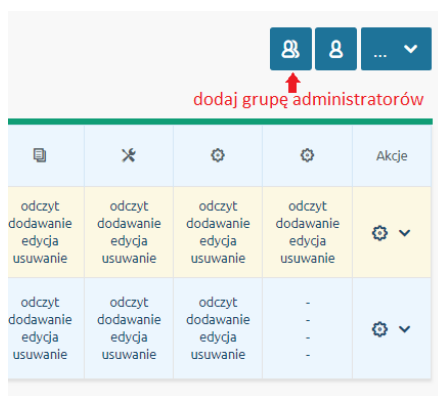 ...
dodaj grupę administratorów
Akcje
odczyt odczyt odczyt odczyt
dodawanie dodawanie dodawanie dodawanie
edycja edycja edycja edycja
usuwanie usuwanie usuwanie usuwanie
odczyt odczyt odczyt -
dodawanie dodawanie dodawanie -
edycja edycja edycja -
usuwanie usuwanie usuwanie -